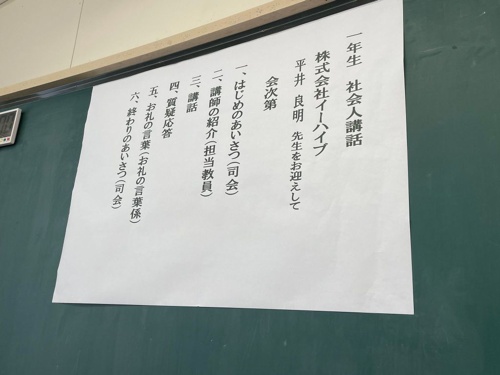 一年生　社会人講話
株式会社イーハイブ
平井　良明　先生をお迎えして
会次第
一、はじめのあいさつ（司会）
二、講師の紹介（担当教員）
三、講話
四、質疑応答
五、お礼の言葉（お礼の言葉係）
六、終わりのあいさつ（司会）